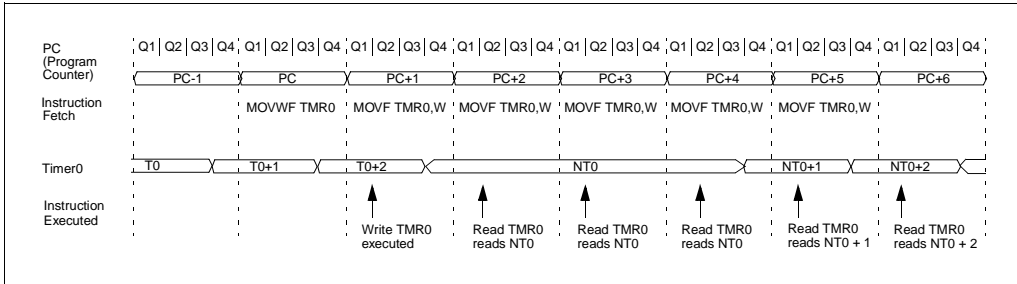 PC
(Program
Counter)
Q1 Q2 Q3 Q4 Q1 Q2 Q3 Q4 Q1 Q2 Q3 Q4 Q1 Q2 Q3 Q4 Q1 Q2 Q3 Q4 Q1 Q2 Q3 Q4 Q1 Q2 Q3 Q4 Q1 Q2 Q3 Q4
PC-1 PC PC+1 PC+2 PC+3 PC+4 PC+5 PC+6
Instruction
Fetch
MOVWF TMR0 MOVF TMR0,W MOVF TMR0,W MOVF TMR0,W MOVF TMR0,W MOVF TMR0,W
Timer0
T0 T0+1 T0+2 NT0 NT0+1 NT0+2
Instruction
Executed
Write TMR0
executed
Read TMR0
reads NT0
Read TMR0
reads NT0
Read TMR0
reads NT0
Read TMR0
reads NT0 + 1
Read TMR0
reads NT0 + 2